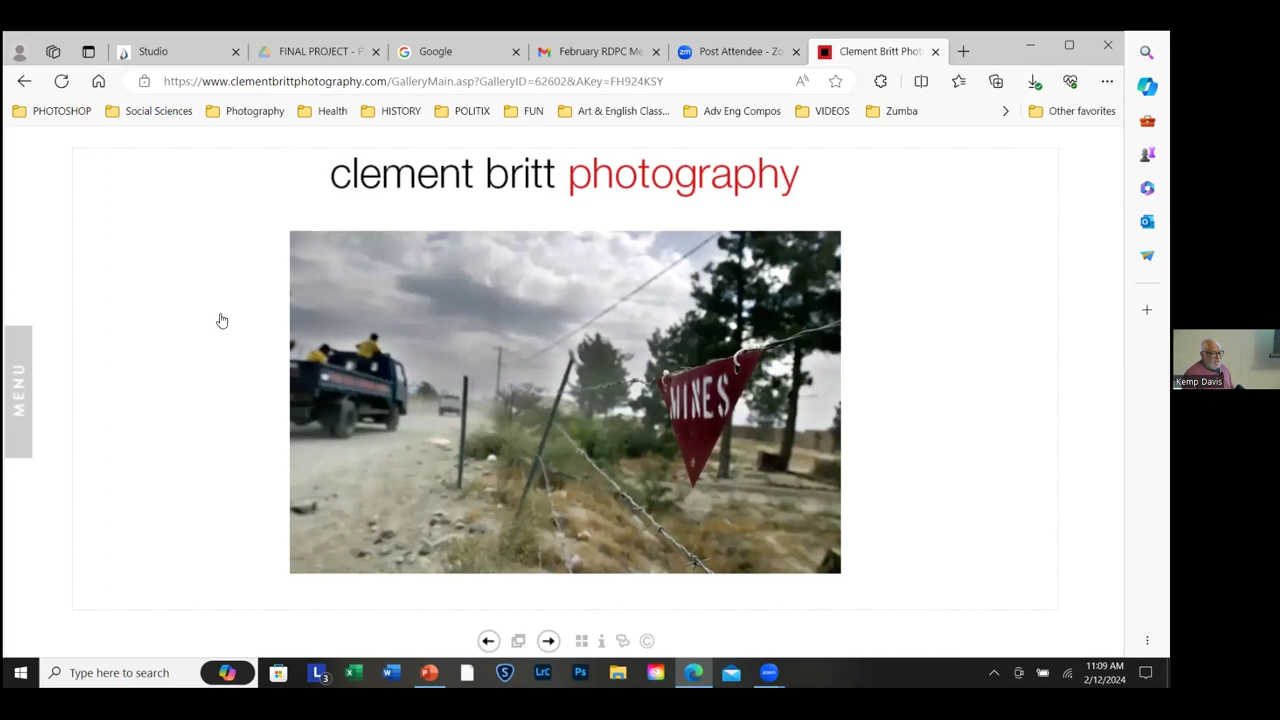 Studio
FINAL PROJECT - P
Google
February RDPC Me
Post Attendee - Zo
Clement Britt Phot
https://www.clementbrittphotography.com/GalleryMain.asp?GalleryID=62602&AKey=FH924KSY
PHOTOSHOP
Social Sciences
Photography
Health
HISTORY
POLITIX
FUN
Art & English Class...
Adv Eng Compos
VIDEOS
Zumba
Other favorites
clement britt photography
MENU
MINES
Kemp Davis
Type here to search
11:09 AM
2/12/2024